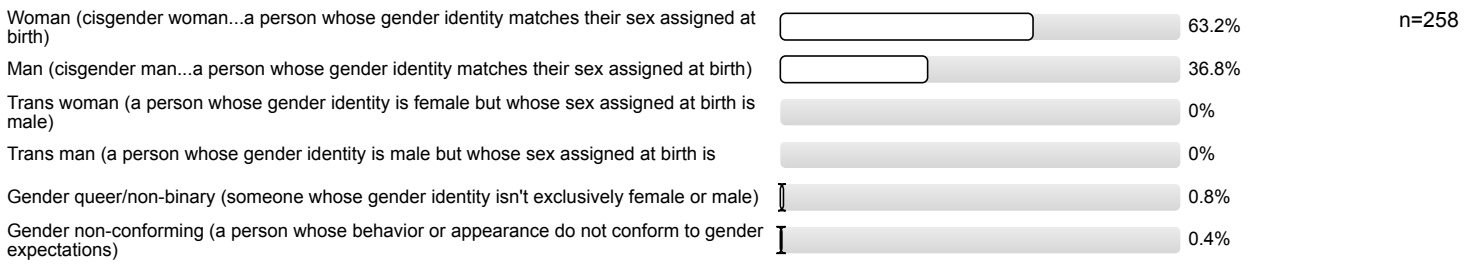 Woman (cisgender woman...a person whose gender identity matches their sex assigned at
birth)
63.2%
n=258
Man (cisgender man...a person whose gender identity matches their sex assigned at birth)
36.8%
Trans woman (a person whose gender identity is female but whose sex assigned at birth is
male)
0%
Trans man (a person whose gender identity is male but whose sex assigned at birth is
0%
Gender queer/non-binary (someone whose gender identity isn't exclusively female or male)
0.8%
Gender non-conforming (a person whose behavior or appearance do not conform to gender
expectations)
0.4%